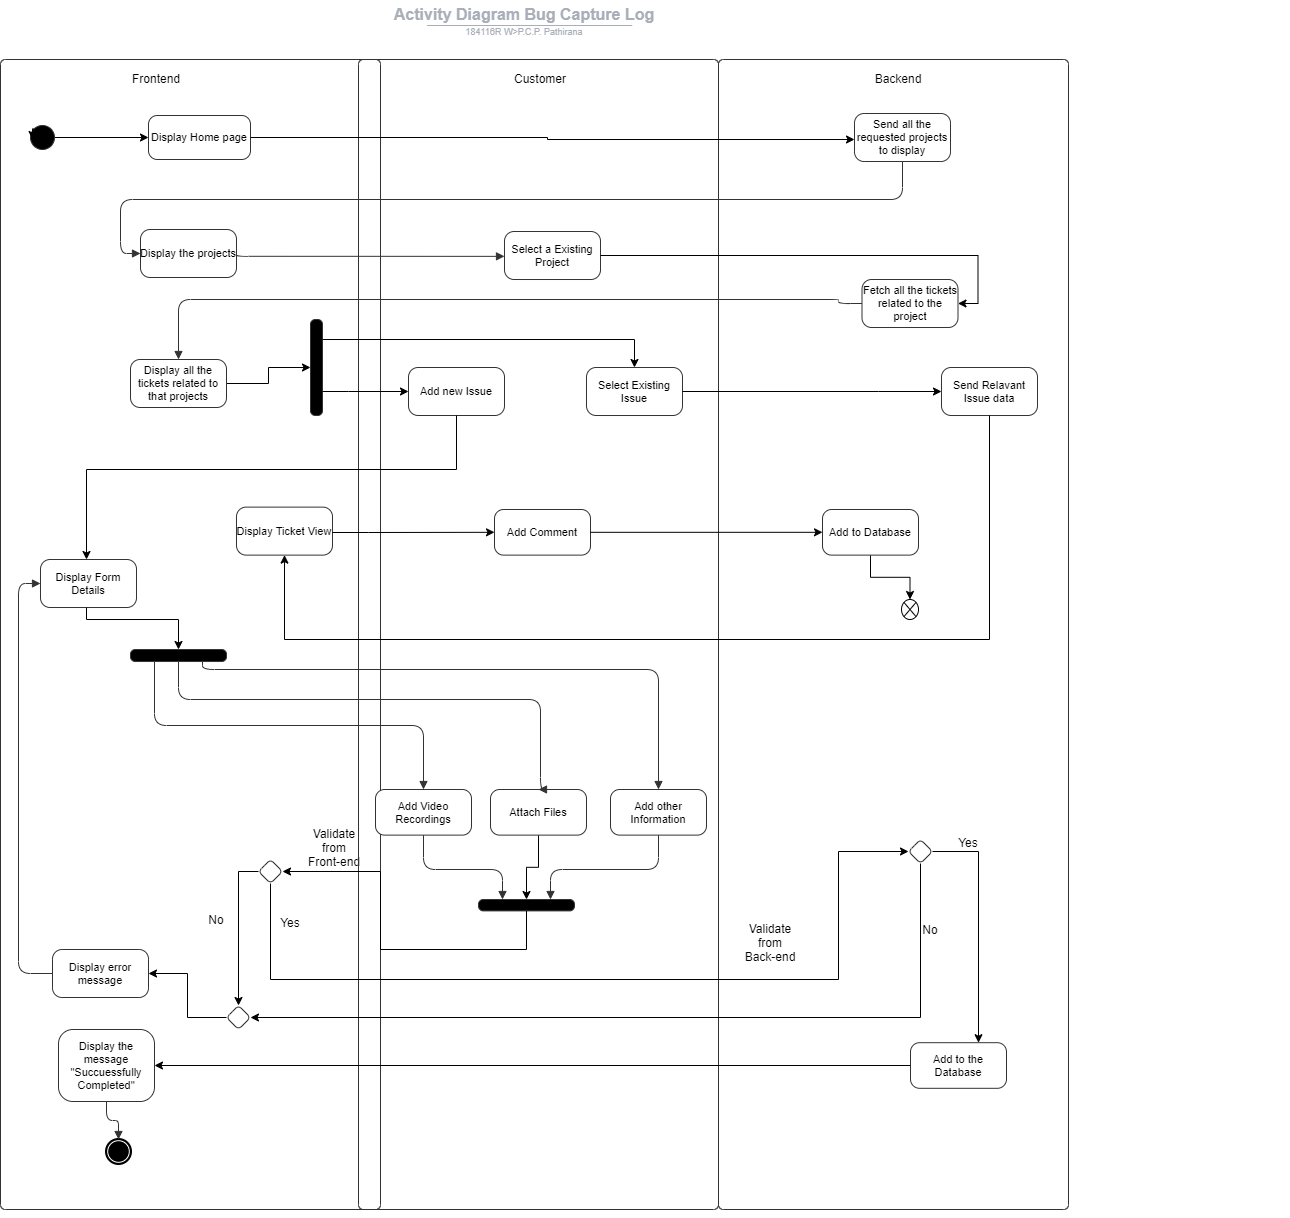 Activity Diagram Bug Capture Log
184116R W>P.C.P. Pathirana
Frontend
Customer
Backend
Display Home page
Send all the
requested projects
to display
Display the projects
Select a Existing
Project
Fetch all the tickets
related to the
project
Display all the
tickets related to
that projects
Add new Issue
Select Existing
Issue
Send Relavant
Issue data
Display Ticket View
Add Comment
Add to Database
Display Form
Details
Add Video
Recordings
Attach Files
Add other
Information
Validate
from
Front-end
Yes
No
Yes
No
Validate
from
Back-end
Display error
message
Display the
message
"Succuessfully
Completed"
Add to the
Database